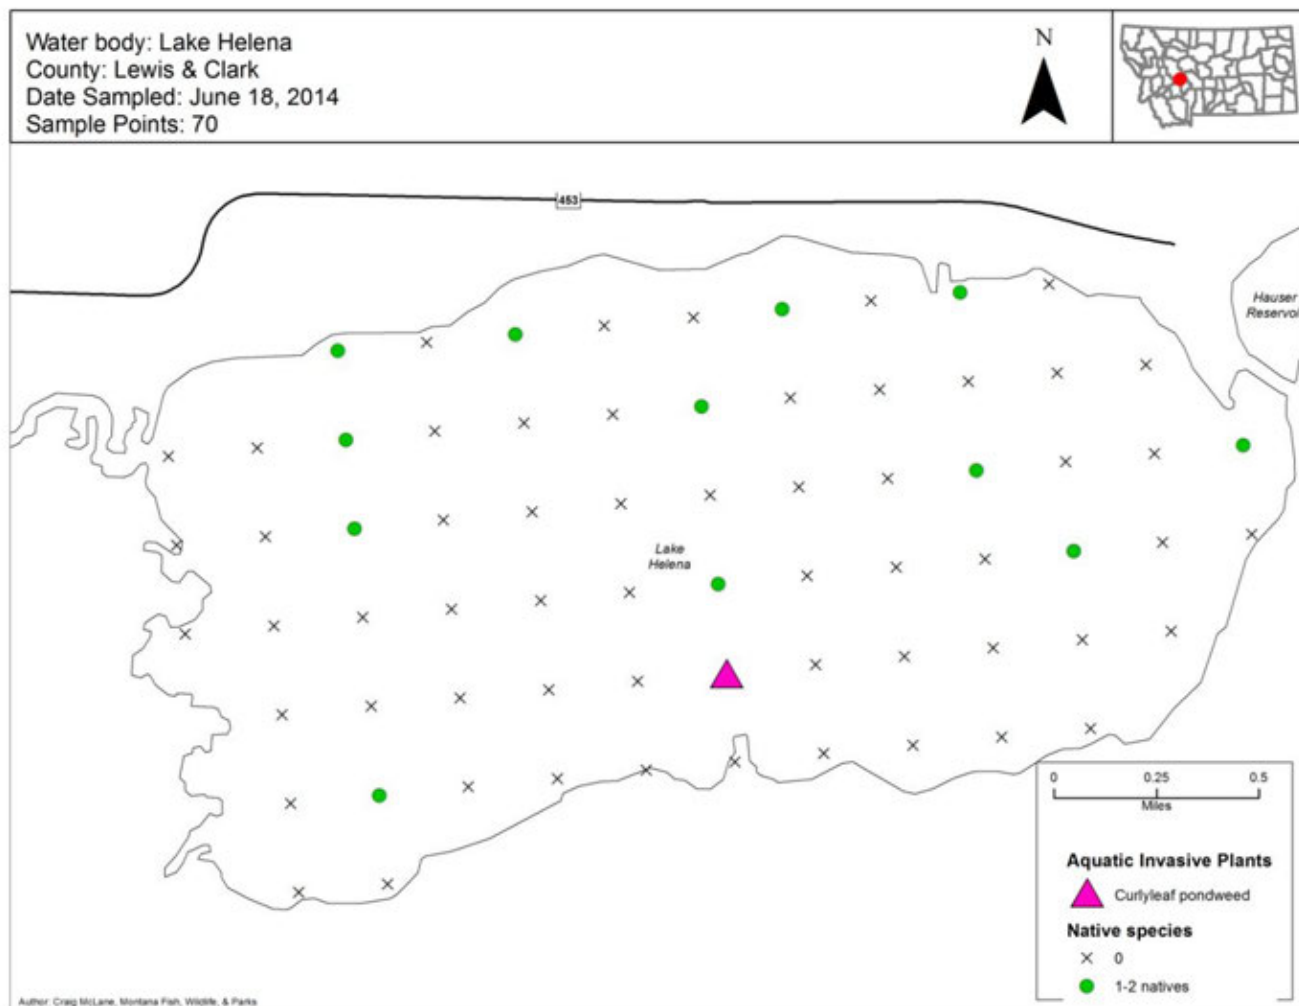 Water body: Lake Helena
County: Lewis & Clark
Date Sampled: June 18, 2014
Sample Points: 70
N
453
Hauser
Reservoi
Lake
Helena
0 0.25 0.5
Miles
Aquatic Invasive Plants
Curlyleaf pondweed
Native species
0
1-2 natives
Author: Craig McLane, Montana Fish, Wildlife, & Parks